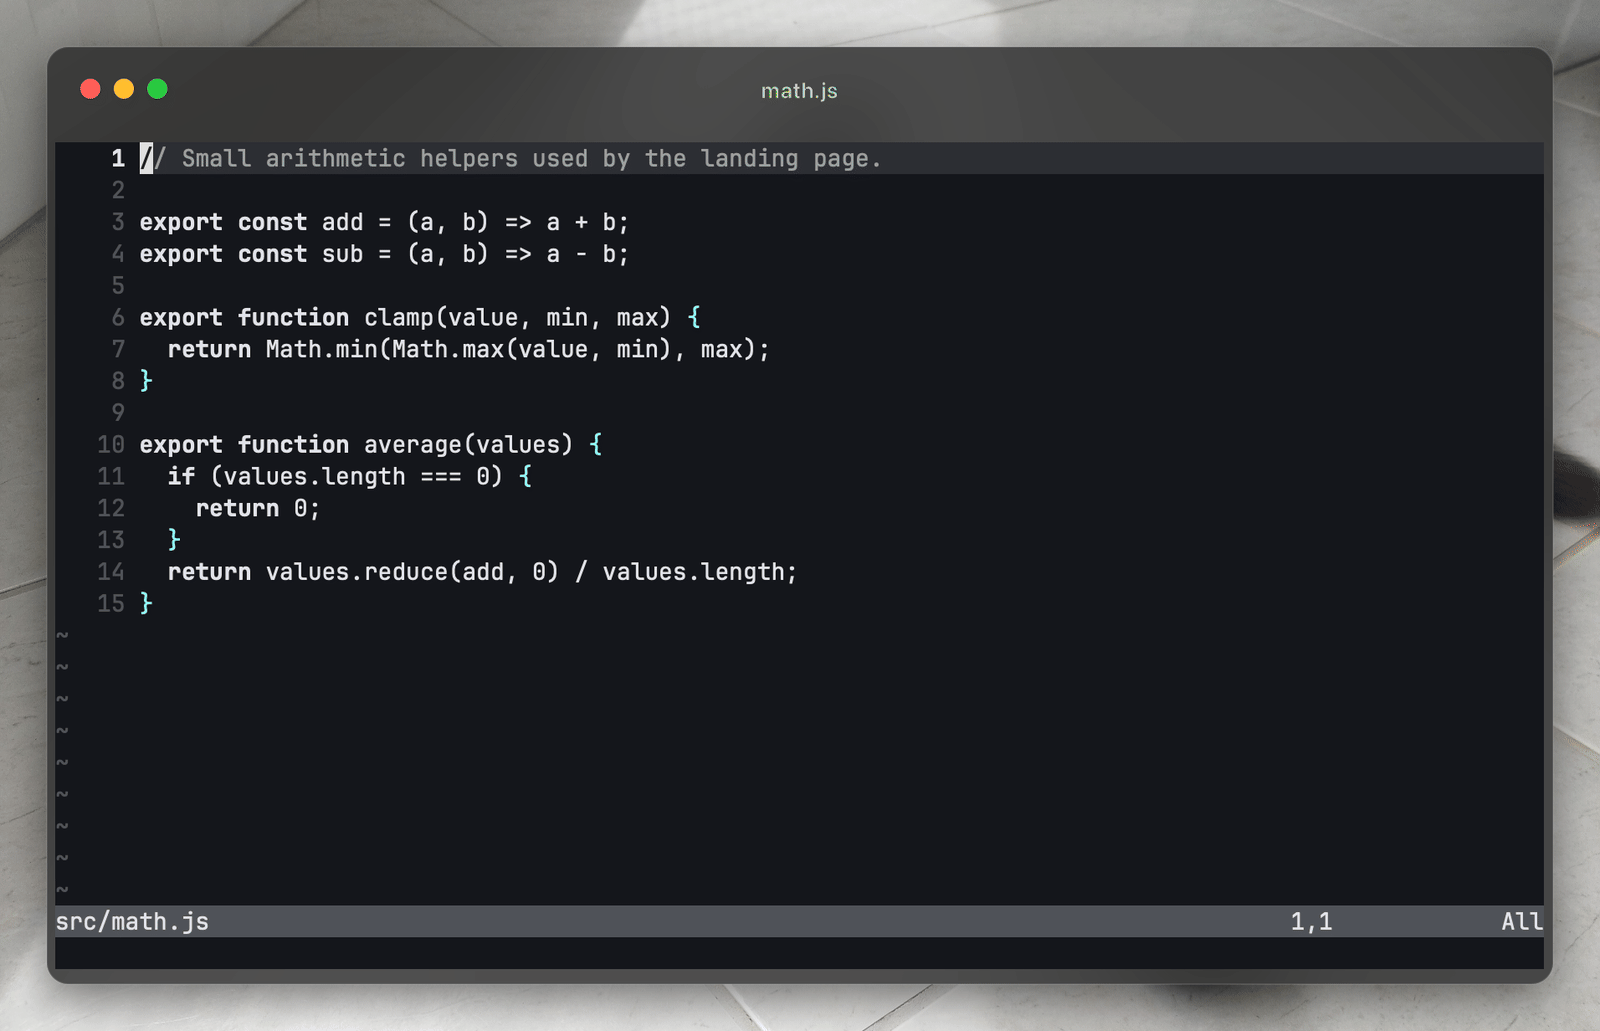 math.js
1 // Small arithmetic helpers used by the landing page.
2
3 export const add = (a, b) => a + b;
4 export const sub = (a, b) => a - b;
5
6 export function clamp(value, min, max) {
7   return Math.min(Math.max(value, min), max);
8 }
9
10 export function average(values) {
11   if (values.length === 0) {
12     return 0;
13   }
14   return values.reduce(add, 0) / values.length;
15 }
~
~
~
~
~
~
~
~
~
src/math.js 1,1 All